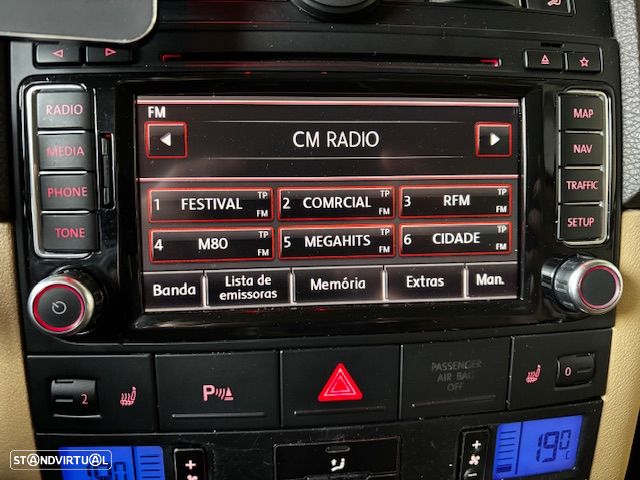 RADIO
MEDIA
PHONE
TONE
FM
CM RADIO
1 FESTIVAL TP FM
2 COMRCIAL TP FM
3 RFM TP FM
4 M80 TP FM
5 MEGAHITS TP FM
6 CIDADE TP FM
Banda
Lista de
emissoras
Memória
Extras
Man.
MAP
NAV
TRAFFIC
SETUP
2
P
PASSENGER
AIR BAG
OFF
0
19.0°C
STANDVIRTUAL